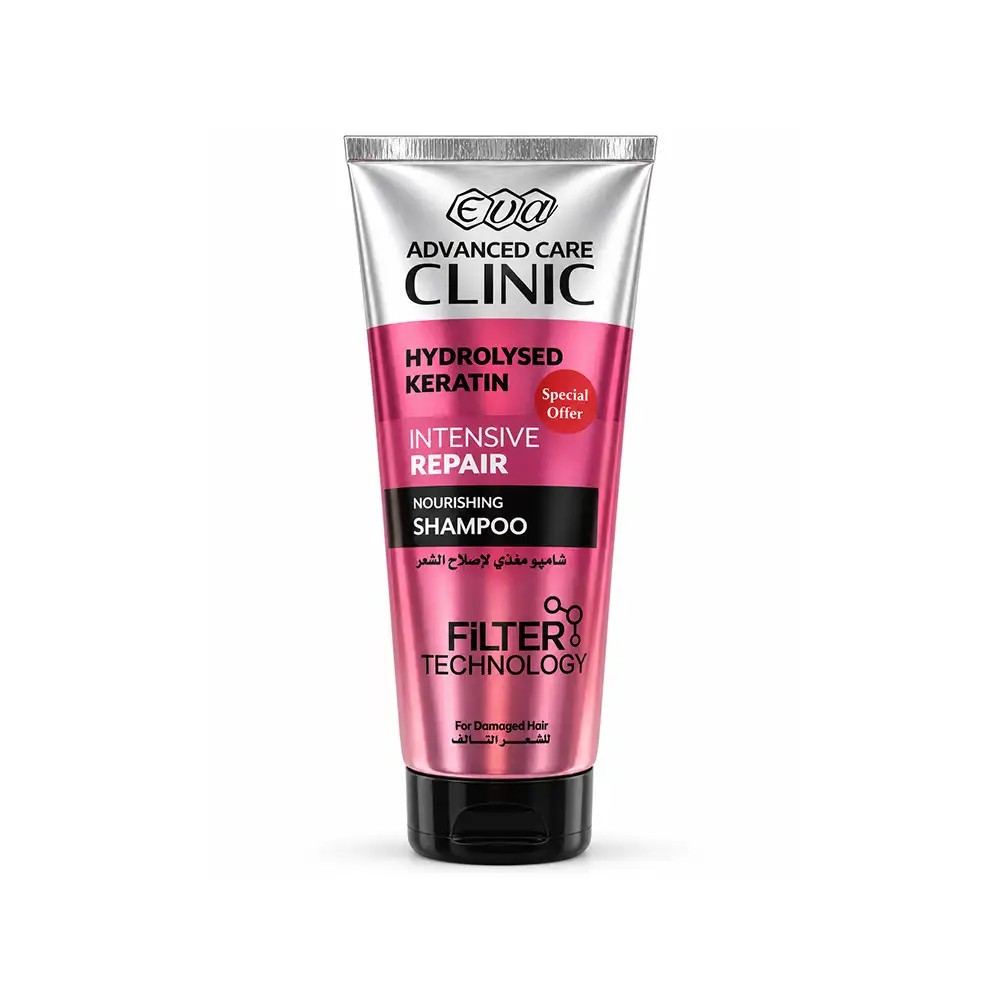 Eva
ADVANCED CARE
CLINIC
HYDROLYSED
KERATIN
Special
Offer
INTENSIVE
REPAIR
NOURISHING
SHAMPOO
شامپو مغذي لإصلاح الشعر
FiLTER
TECHNOLOGY
For Damaged Hair
للشعر التالف